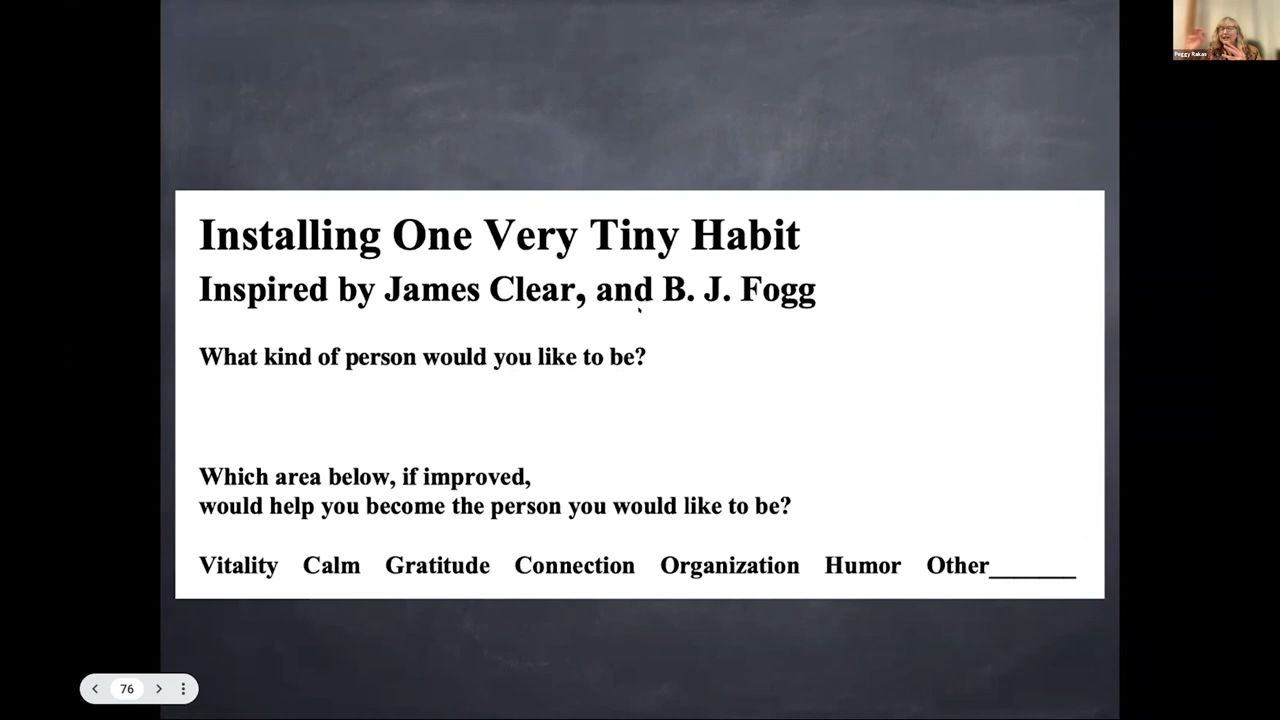 Peggy Rakas
Installing One Very Tiny Habit
Inspired by James Clear, and B. J. Fogg
What kind of person would you like to be?
Which area below, if improved,
would help you become the person you would like to be?
Vitality Calm Gratitude Connection Organization Humor Other_______
76